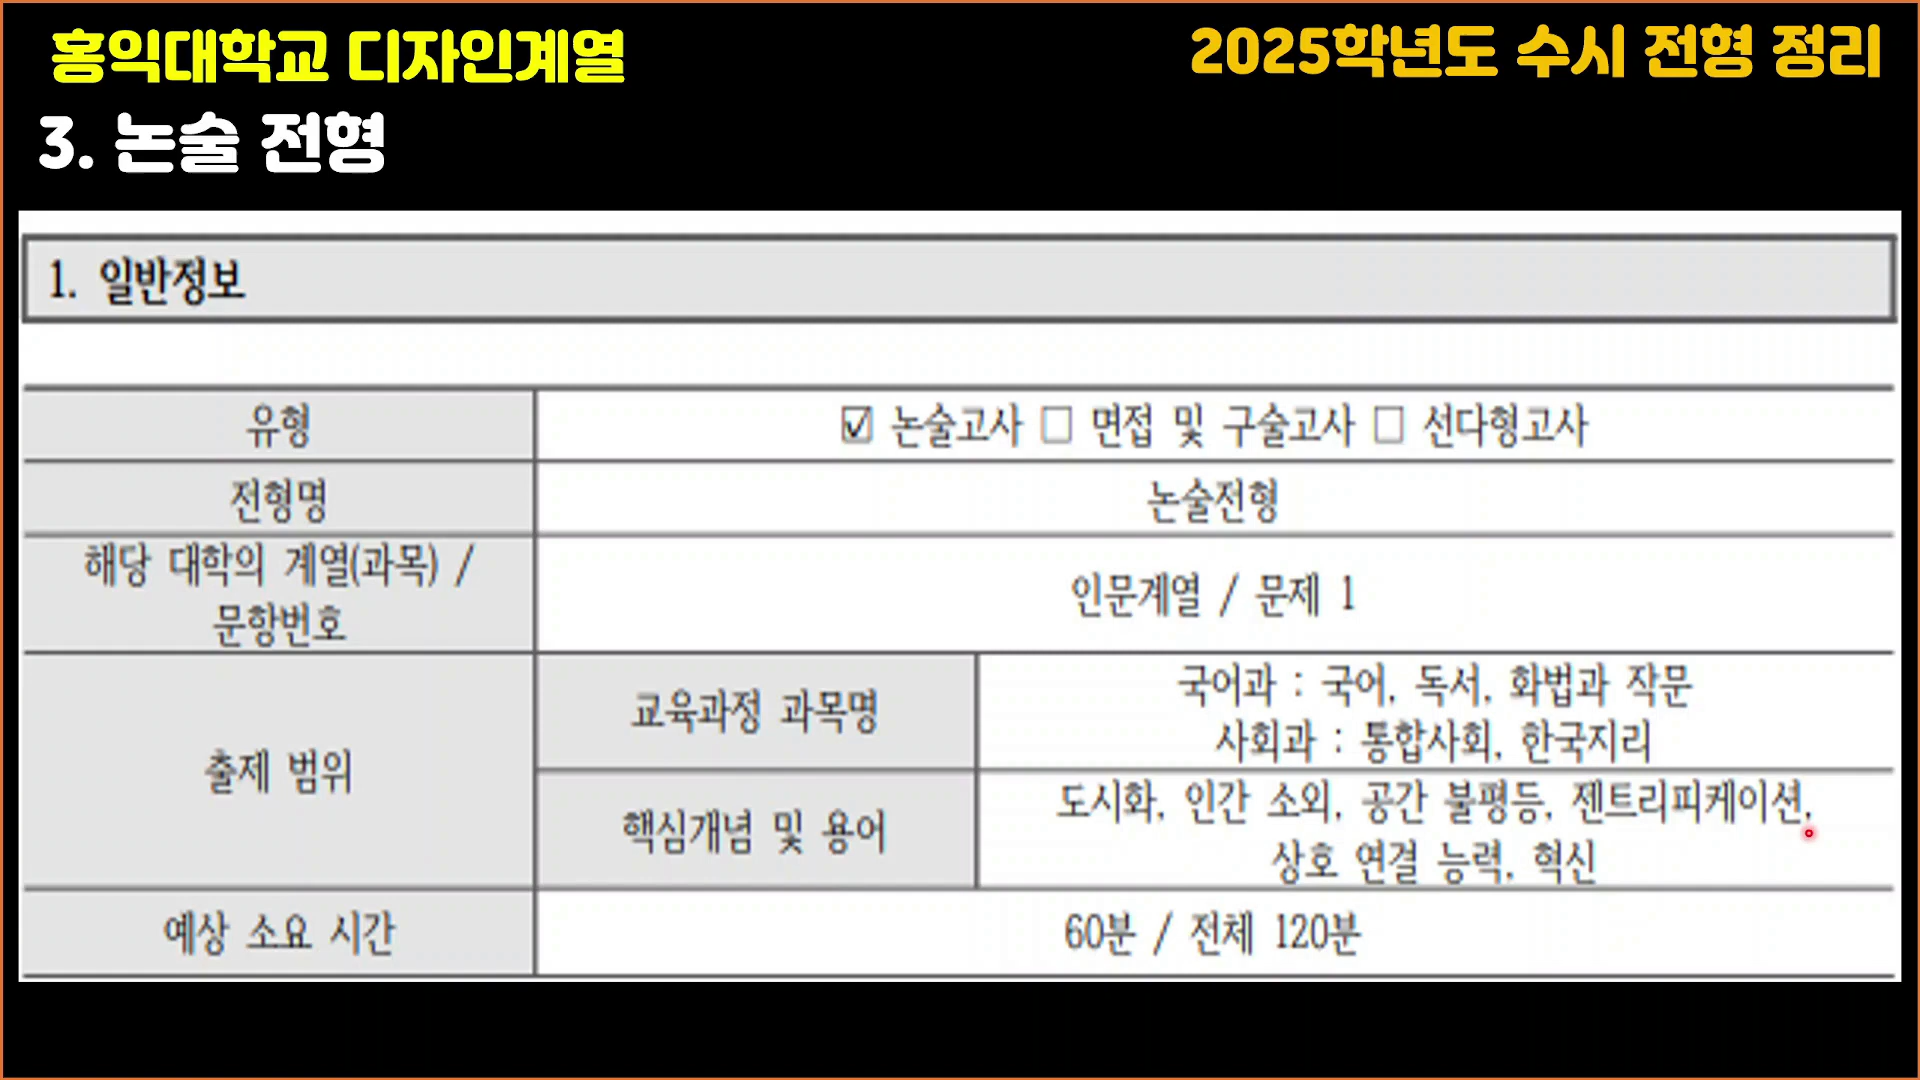 홍익대학교 디자인계열
2025학년도 수시 전형 정리
3. 논술 전형
1. 일반정보
유형
☑ 논술고사 ☐ 면접 및 구술고사 ☐ 선다형고사
전형명
논술전형
해당 대학의 계열(과목) /
문항번호
인문계열 / 문제 1
출제 범위
교육과정 과목명
국어과 : 국어, 독서, 화법과 작문
사회과 : 통합사회, 한국지리
핵심개념 및 용어
도시화, 인간 소외, 공간 불평등, 젠트리피케이션,
상호 연결 능력, 혁신
예상 소요 시간
60분 / 전체 120분